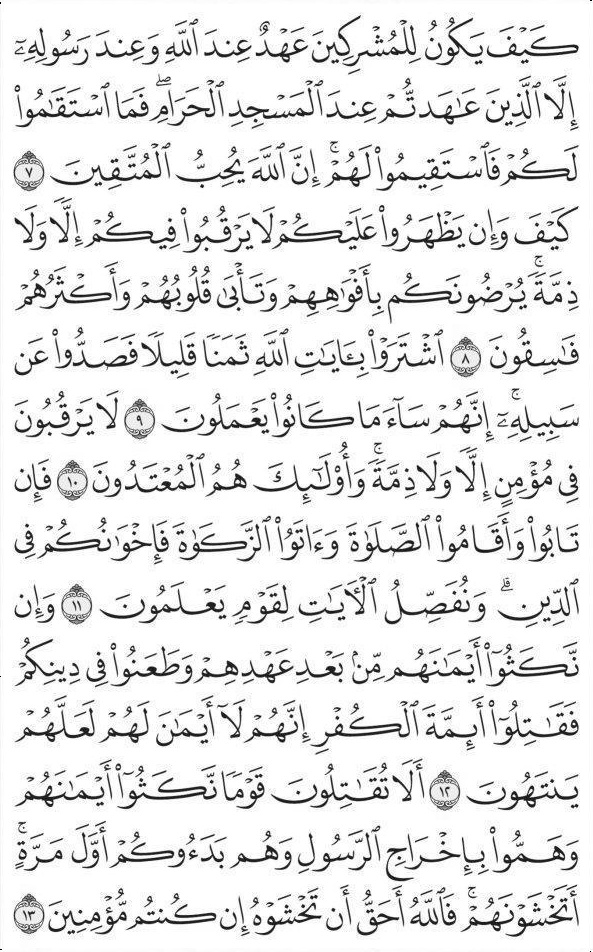 كَيْفَ يَكُونُ لِلْمُشْرِكِينَ عَهْدٌ عِندَ ٱللَّهِ وَعِندَ رَسُولِهِۦٓ
إِلَّا ٱلَّذِينَ عَٰهَدتُّمْ عِندَ ٱلْمَسْجِدِ ٱلْحَرَامِۖ فَمَا ٱسْتَقَٰمُوا۟
لَكُمْ فَٱسْتَقِيمُوا۟ لَهُمْۚ إِنَّ ٱللَّهَ يُحِبُّ ٱلْمُتَّقِينَ ٧
كَيْفَ وَإِن يَظْهَرُوا۟ عَلَيْكُمْ لَا يَرْقُبُوا۟ فِيكُمْ إِلًّا وَلَا
ذِمَّةًۚ يُرْضُونَكُم بِأَفْوَٰهِهِمْ وَتَأْبَىٰ قُلُوبُهُمْ وَأَكْثَرُهُمْ
فَٰسِقُونَ ٨ ٱشْتَرَوْا۟ بِـَٔايَٰتِ ٱللَّهِ ثَمَنًا قَلِيلًا فَصَدُّوا۟ عَن
سَبِيلِهِۦٓۚ إِنَّهُمْ سَآءَ مَا كَانُوا۟ يَعْمَلُونَ ٩ لَا يَرْقُبُونَ
فِى مُؤْمِنٍ إِلًّا وَلَا ذِمَّةًۚ وَأُو۟لَٰٓئِكَ هُمُ ٱلْمُعْتَدُونَ ١٠ فَإِن
تَابُوا۟ وَأَقَامُوا۟ ٱلصَّلَوٰةَ وَءَاتَوُا۟ ٱلزَّكَوٰةَ فَإِخْوَٰنُكُمْ فِى
ٱلدِّينِۗ وَنُفَصِّلُ ٱلْـَٔايَٰتِ لِقَوْمٍ يَعْلَمُونَ ١١ وَإِن
نَّكَثُوٓا۟ أَيْمَٰنَهُم مِّنۢ بَعْدِ عَهْدِهِمْ وَطَعَنُوا۟ فِى دِينِكُمْ
فَقَٰتِلُوٓا۟ أَئِمَّةَ ٱلْكُفْرِ إِنَّهُمْ لَآ أَيْمَٰنَ لَهُمْ لَعَلَّهُمْ
يَنتَهُونَ ١٢ أَلَا تُقَٰتِلُونَ قَوْمًا نَّكَثُوٓا۟ أَيْمَٰنَهُمْ
وَهَمُّوا۟ بِإِخْرَاجِ ٱلرَّسُولِ وَهُم بَدَءُوكُمْ أَوَّلَ مَرَّةٍۚ
أَتَخْشَوْنَهُمْۚ فَٱللَّهُ أَحَقُّ أَن تَخْشَوْهُ إِن كُنتُم مُّؤْمِنِينَ ١٣